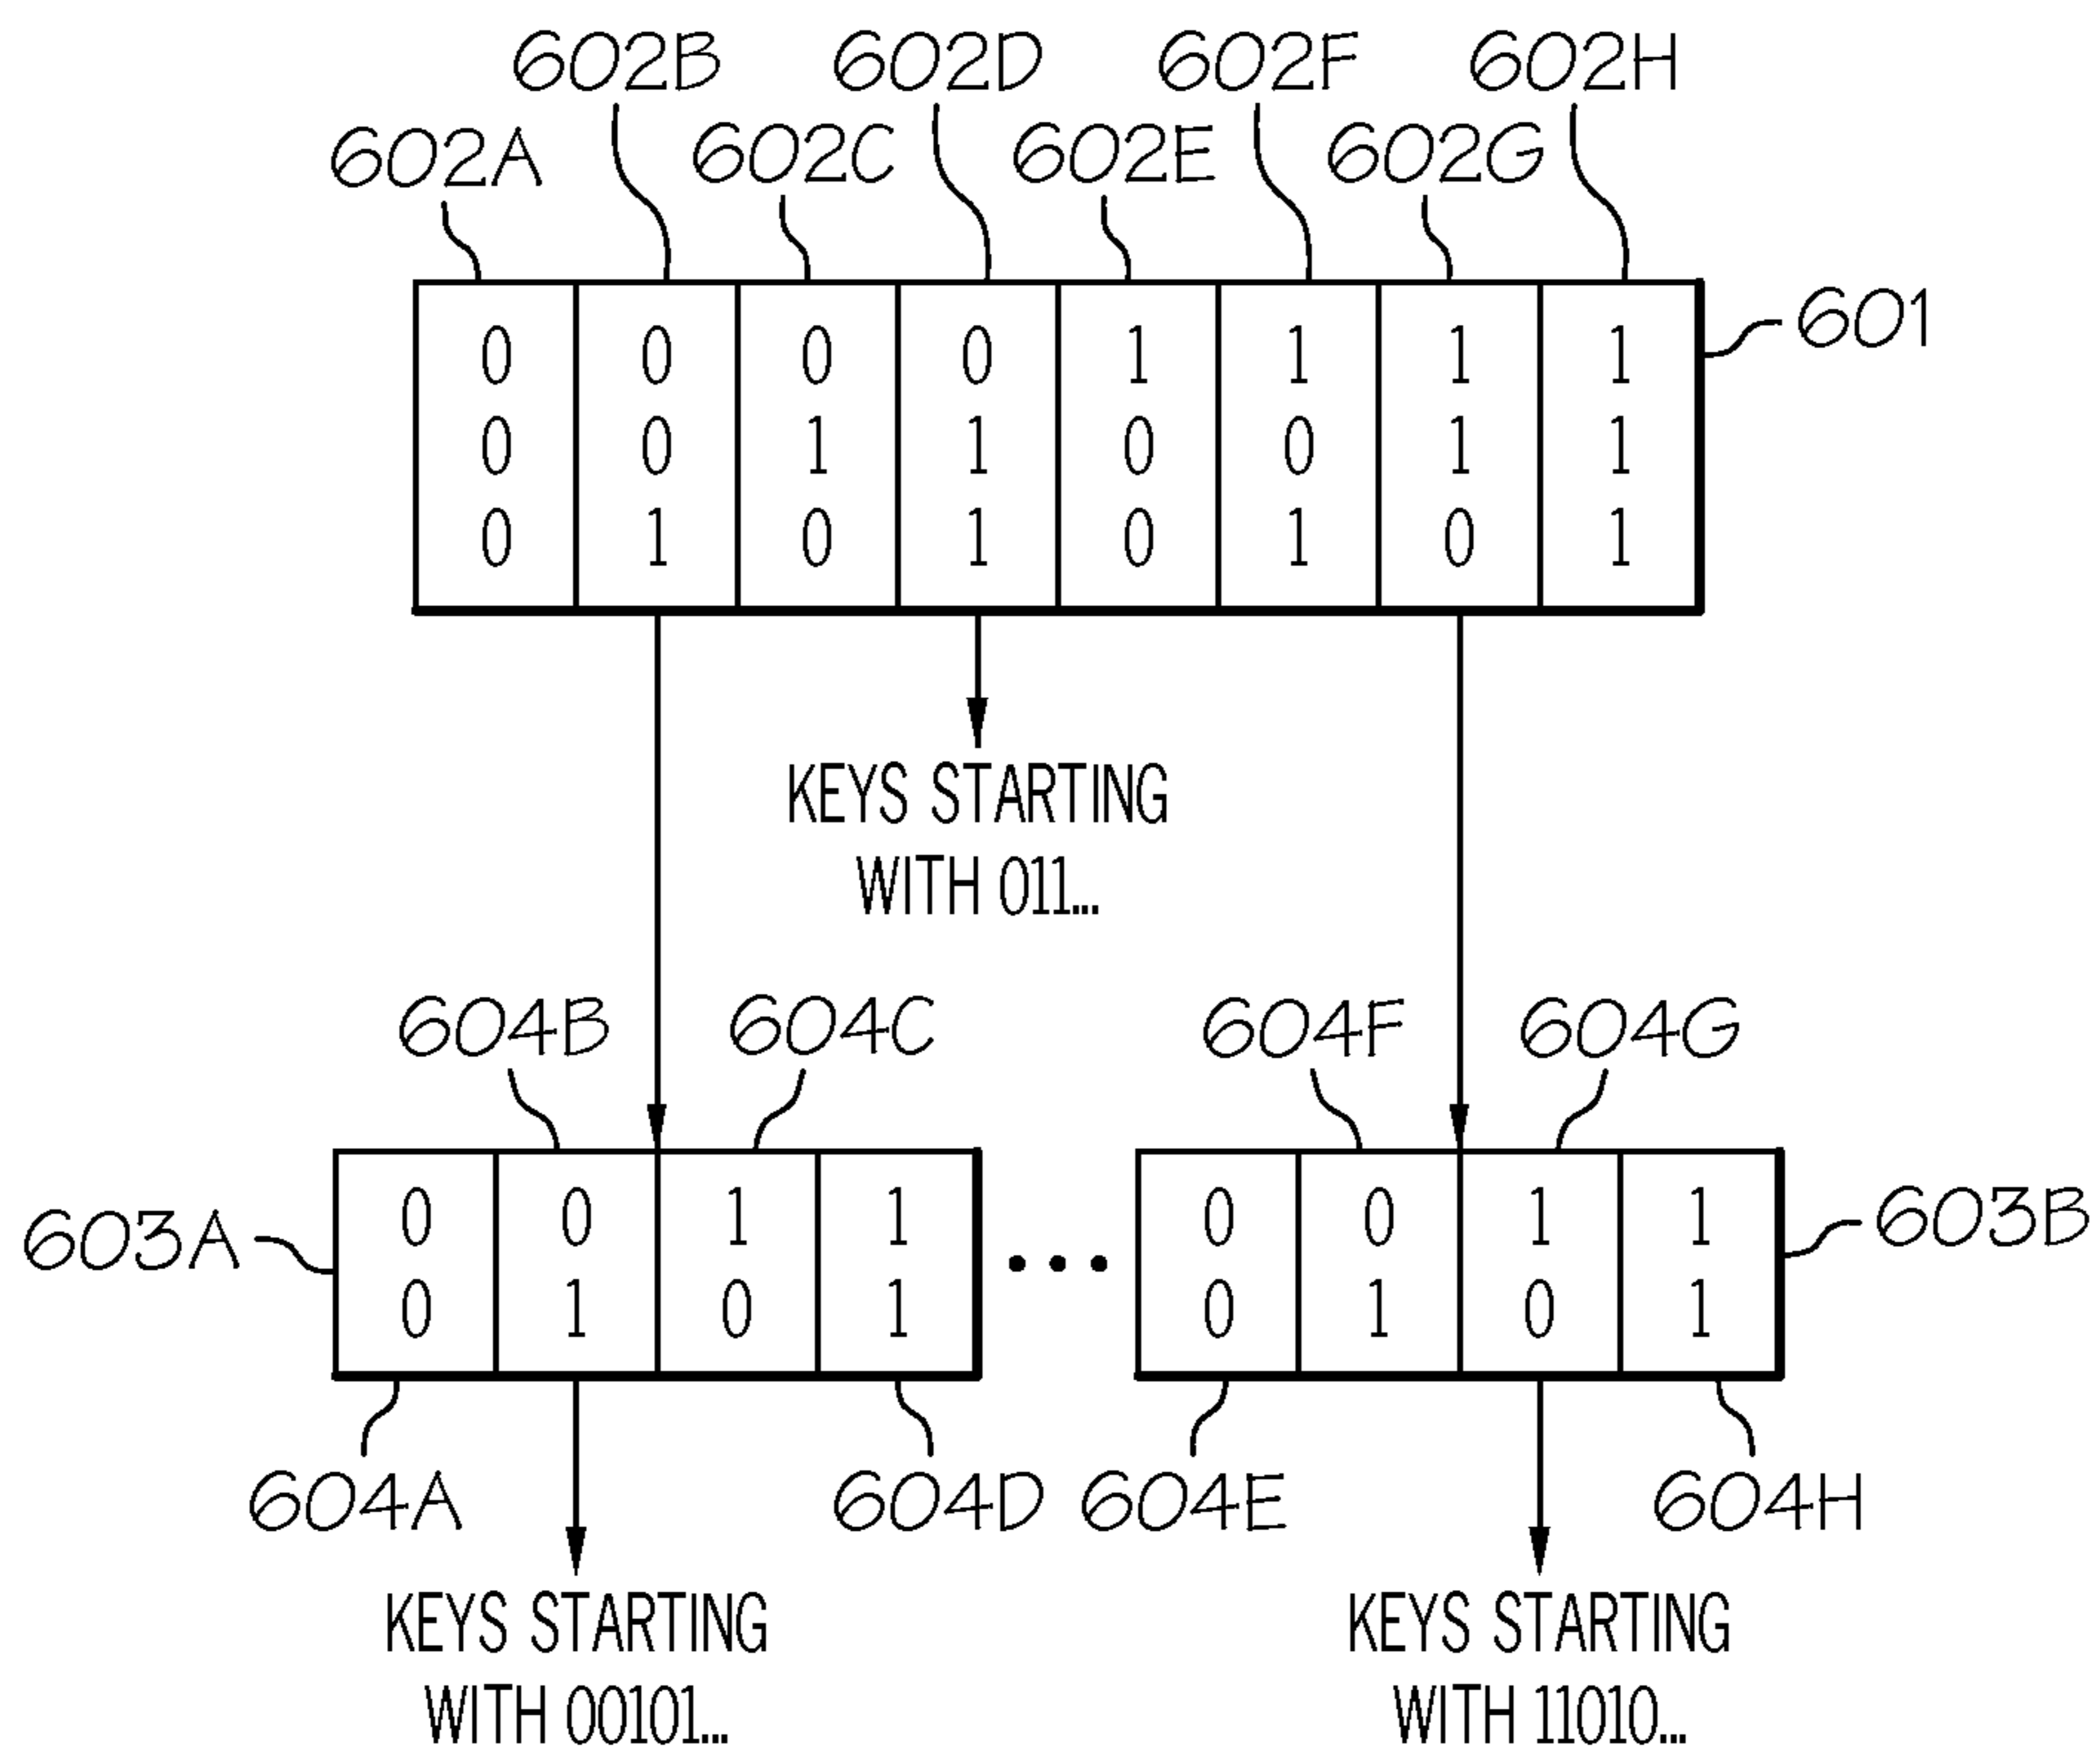 602B 602D 602F 602H
602A 602C 602E 602G
601
0 0 0 0 1 1 1 1
0 0 1 1 0 0 1 1
0 1 0 1 0 1 0 1
KEYS STARTING
WITH 011...
604B 604C 604F 604G
603A
0 0 1 1
0 1 0 1
...
0 0 1 1
0 1 0 1
603B
604A 604D 604E 604H
KEYS STARTING
WITH 00101...
KEYS STARTING
WITH 11010...